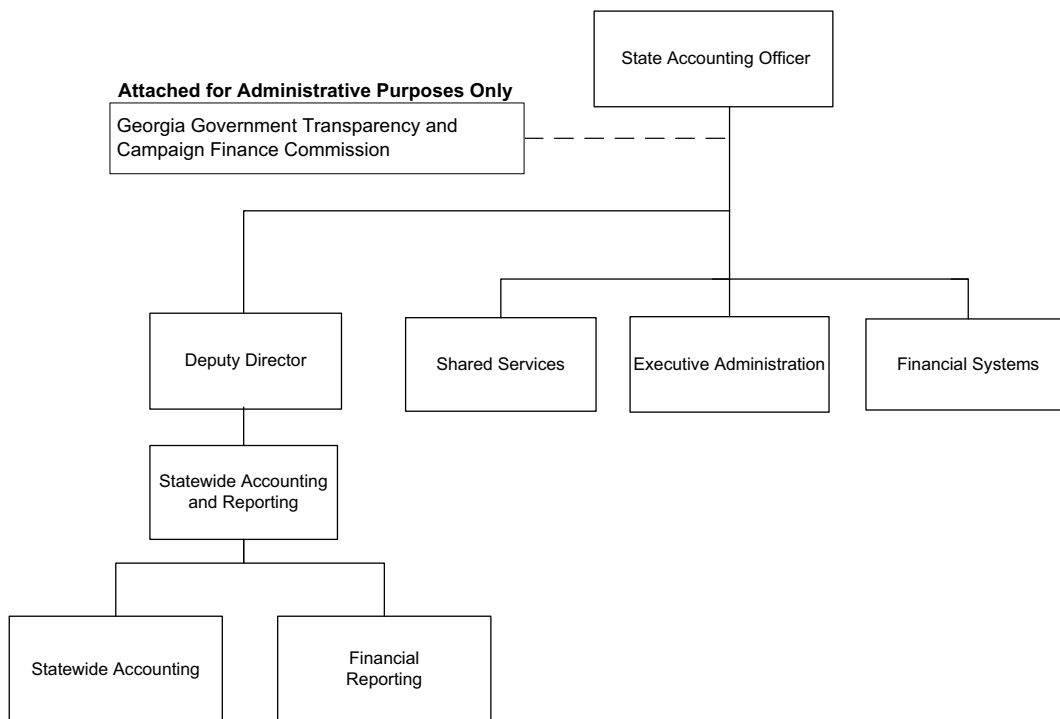 State Accounting Officer
Attached for Administrative Purposes Only
Georgia Government Transparency and
Campaign Finance Commission
Deputy Director
Shared Services
Executive Administration
Financial Systems
Statewide Accounting
and Reporting
Statewide Accounting
Financial
Reporting